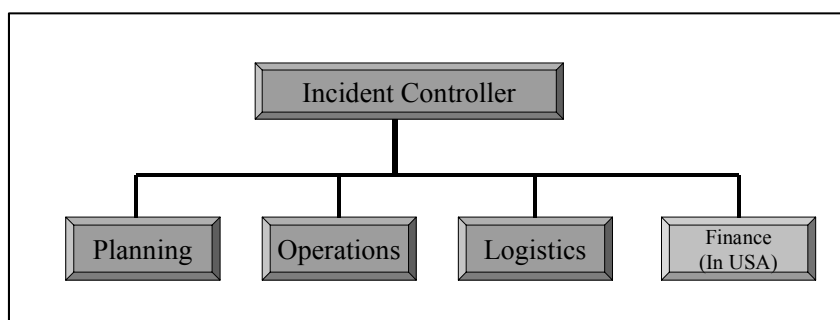 Incident Controller
Planning
Operations
Logistics
Finance
(In USA)